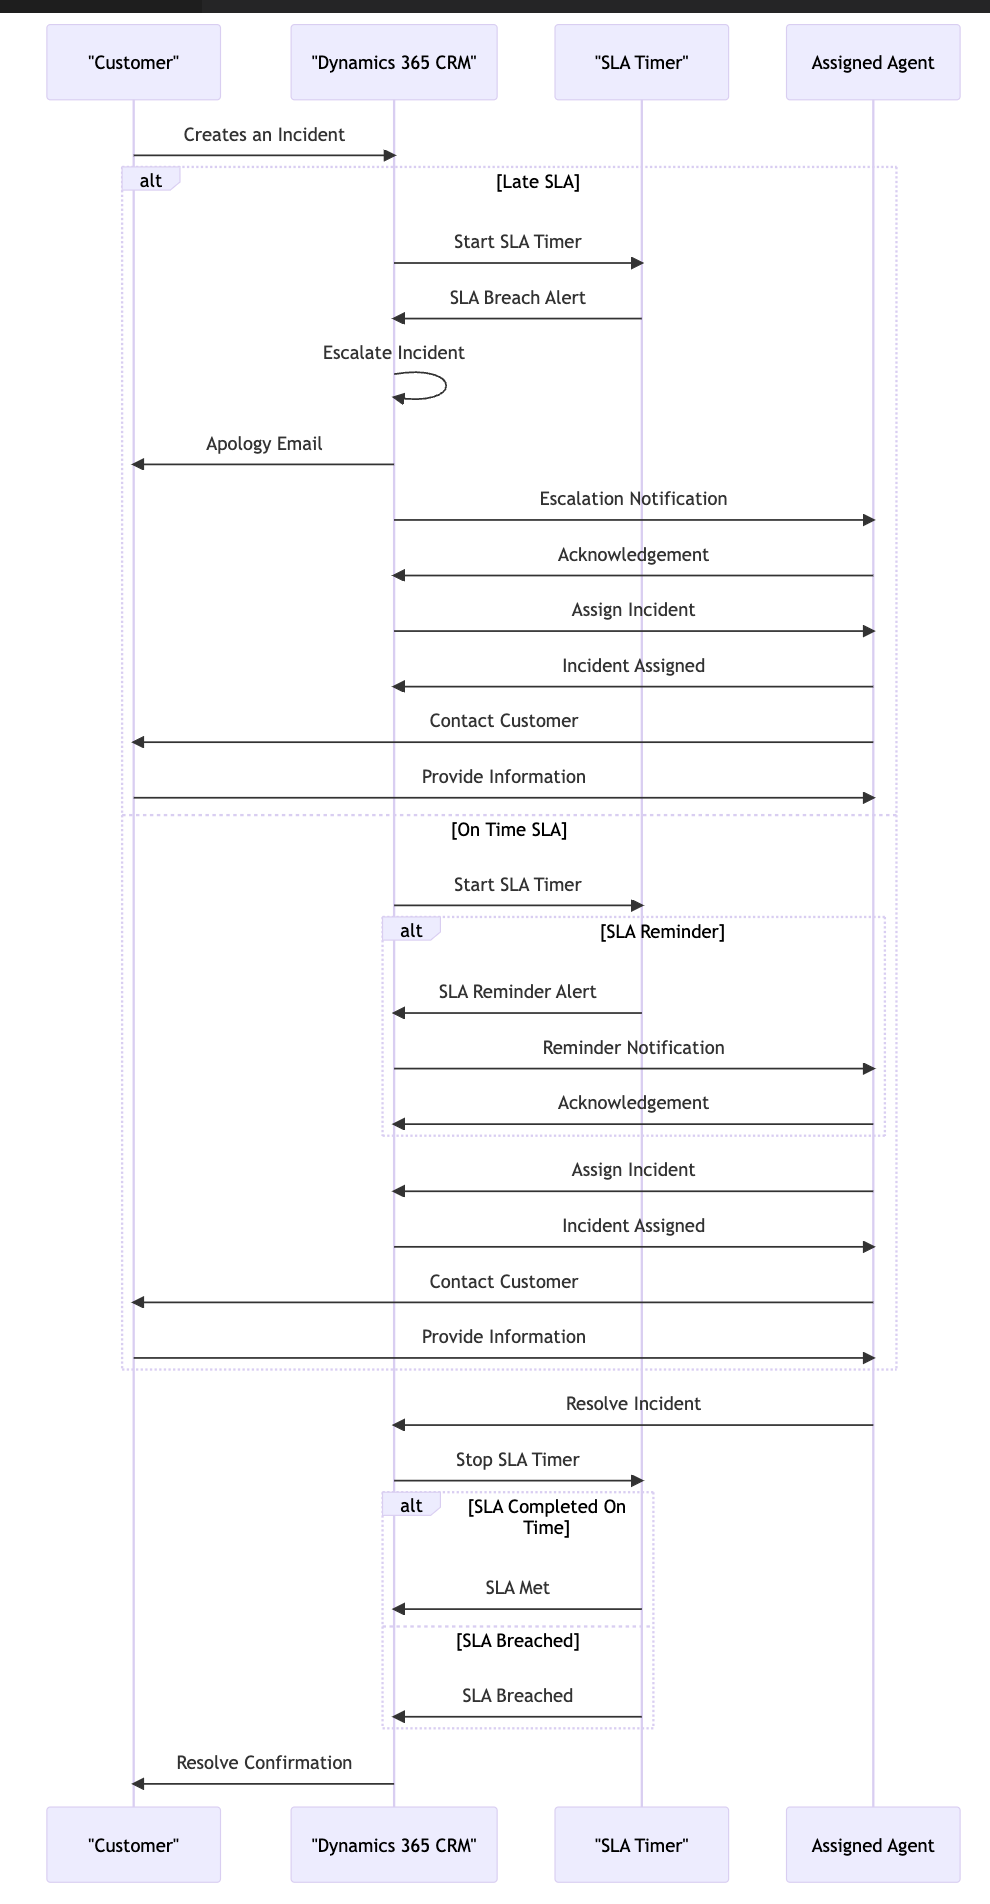 "Customer"
"Dynamics 365 CRM"
"SLA Timer"
Assigned Agent
Creates an Incident
alt
[Late SLA]
Start SLA Timer
SLA Breach Alert
Escalate Incident
Apology Email
Escalation Notification
Acknowledgement
Assign Incident
Incident Assigned
Contact Customer
Provide Information
[On Time SLA]
Start SLA Timer
alt
[SLA Reminder]
SLA Reminder Alert
Reminder Notification
Acknowledgement
Assign Incident
Incident Assigned
Contact Customer
Provide Information
Resolve Incident
Stop SLA Timer
alt
[SLA Completed On
Time]
SLA Met
[SLA Breached]
SLA Breached
Resolve Confirmation
"Customer"
"Dynamics 365 CRM"
"SLA Timer"
Assigned Agent